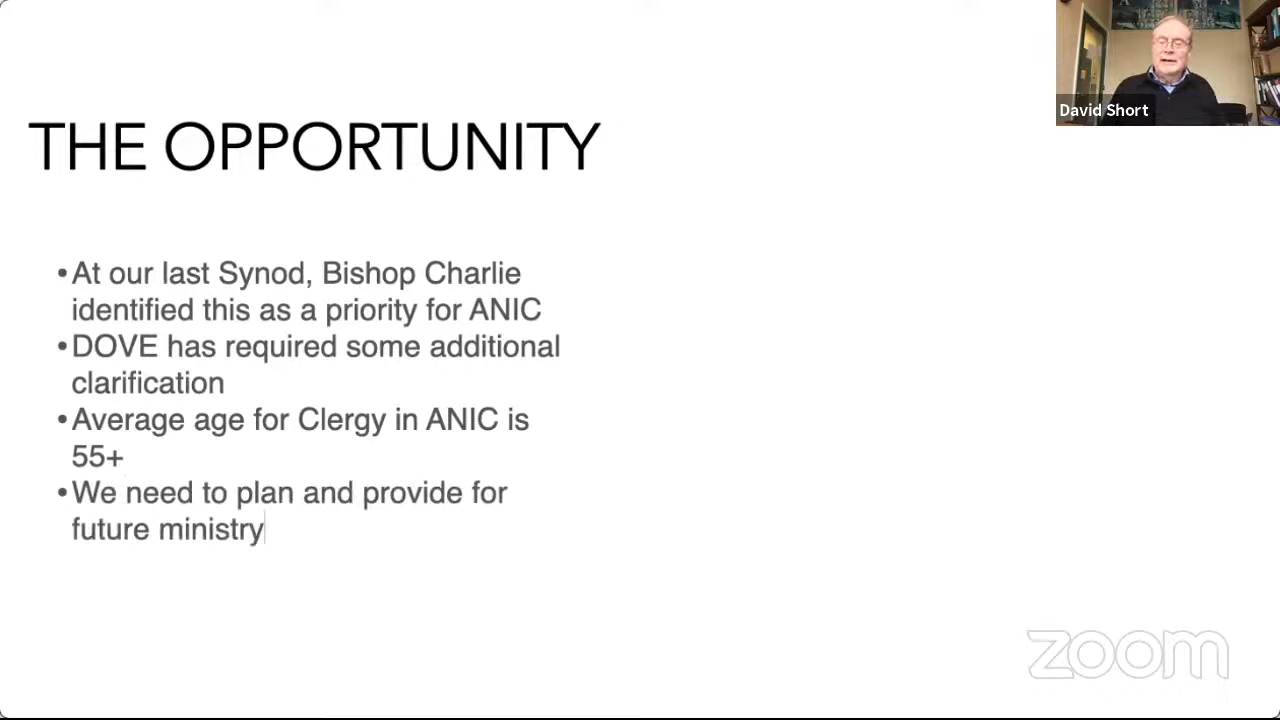 David Short
THE OPPORTUNITY
•At our last Synod, Bishop Charlie
identified this as a priority for ANIC
•DOVE has required some additional
clarification
•Average age for Clergy in ANIC is
55+
•We need to plan and provide for
future ministry
zoom